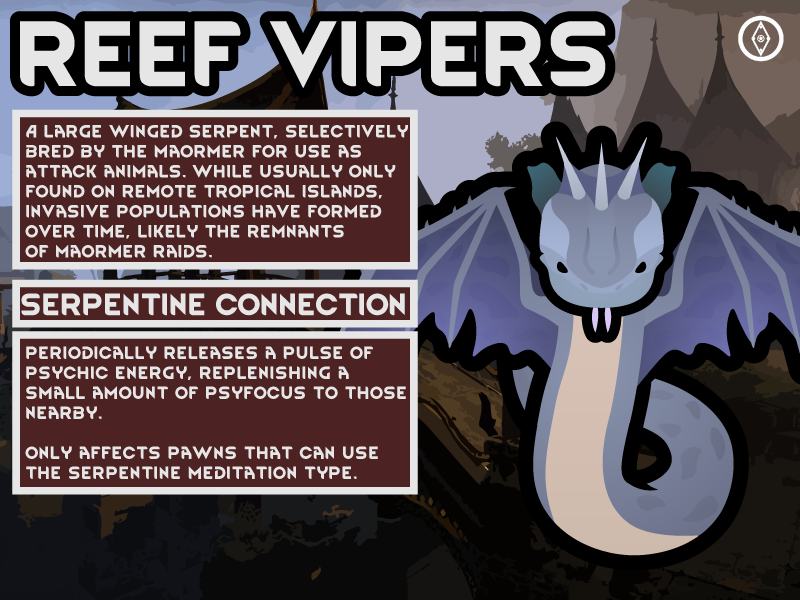 REEF VIPERS
A LARGE WINGED SERPENT, SELECTIVELY
BRED BY THE MAORMER FOR USE AS
ATTACK ANIMALS. WHILE USUALLY ONLY
FOUND ON REMOTE TROPICAL ISLANDS,
INVASIVE POPULATIONS HAVE FORMED
OVER TIME, LIKELY THE REMNANTS
OF MAORMER RAIDS.
SERPENTINE CONNECTION
PERIODICALLY RELEASES A PULSE OF
PSYCHIC ENERGY, REPLENISHING A
SMALL AMOUNT OF PSYFOCUS TO THOSE
NEARBY.
ONLY AFFECTS PAWNS THAT CAN USE
THE SERPENTINE MEDITATION TYPE.